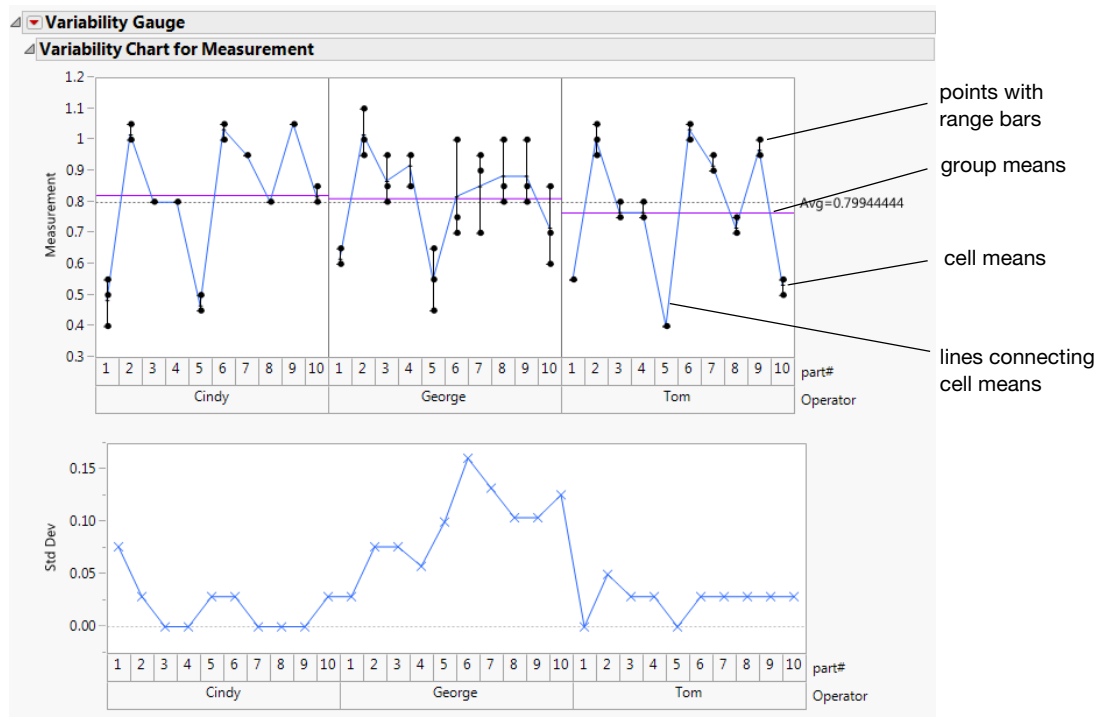 Variability Gauge
Variability Chart for Measurement
1.2
1.1
1
0.9
0.8
0.7
0.6
0.5
0.4
0.3
Measurement
Avg=0.79944444
points with
range bars
group means
cell means
lines connecting
cell means
1 2 3 4 5 6 7 8 9 10 1 2 3 4 5 6 7 8 9 10 1 2 3 4 5 6 7 8 9 10 part#
Cindy George Tom Operator
0.15
0.10
0.05
0.00
Std Dev
1 2 3 4 5 6 7 8 9 10 1 2 3 4 5 6 7 8 9 10 1 2 3 4 5 6 7 8 9 10 part#
Cindy George Tom Operator